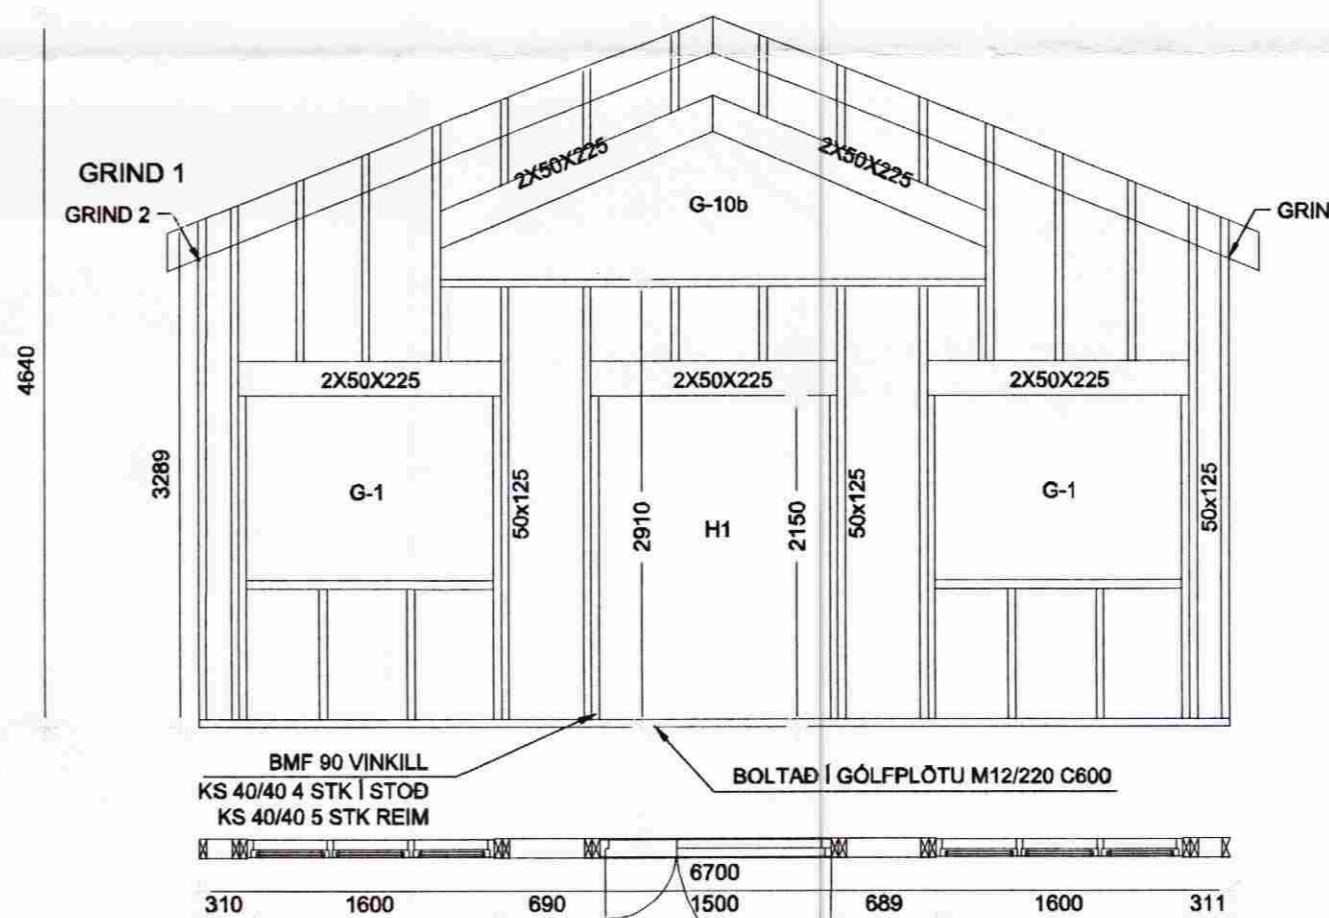 GRIND 1
GRIND 2
GRIN
2X50X225
2X50X225
G-10b
4640
3289
2X50X225
2X50X225
2X50X225
G-1
50x125
2910
H1
2150
50x125
G-1
50x125
BMF 90 VINKILL
KS 40/40 4 STK Í STOÐ
KS 40/40 5 STK REIM
BOLTAÐ Í GÓLFPLÖTU M12/220 C600
6700
310 1600 690 1500 689 1600 311